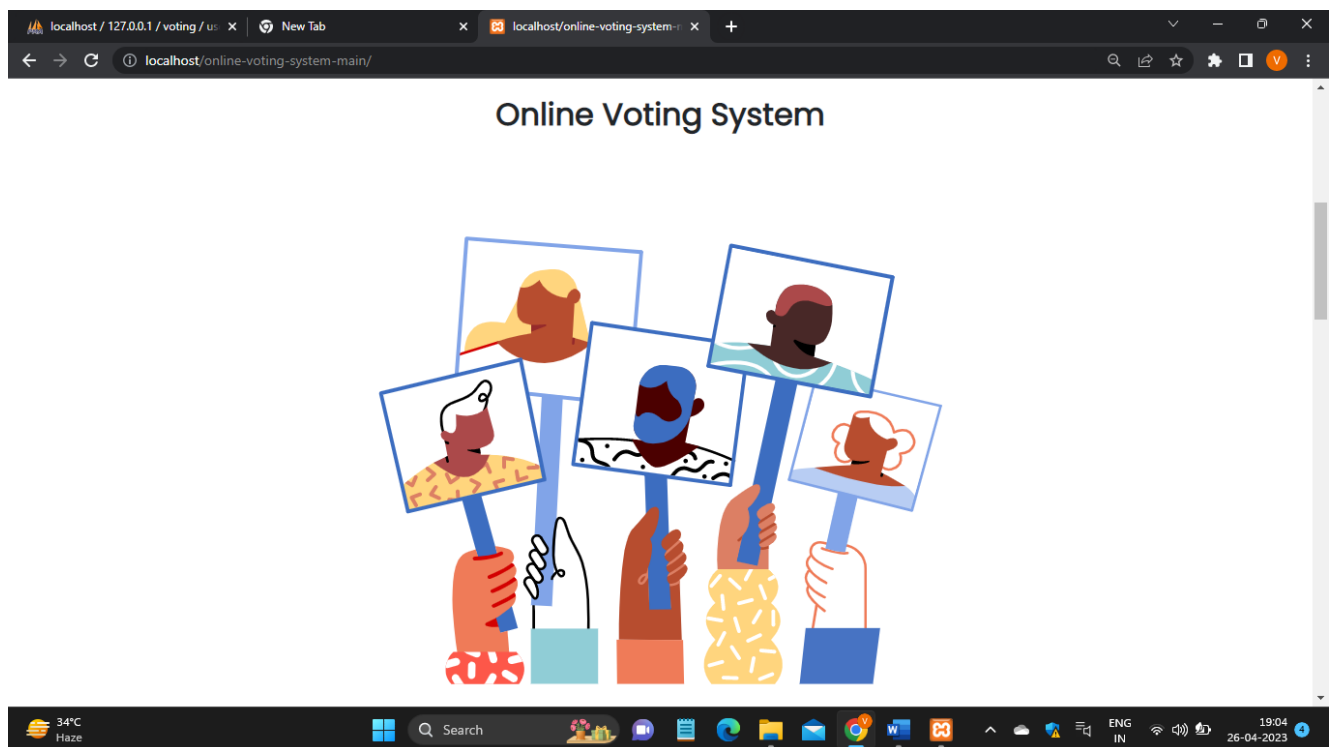 localhost / 127.0.0.1 / voting / us
New Tab
localhost/online-voting-system-m
localhost/online-voting-system-main/
V
Online Voting System
34°C
Haze
Search
ENG
IN
19:04
26-04-2023
4